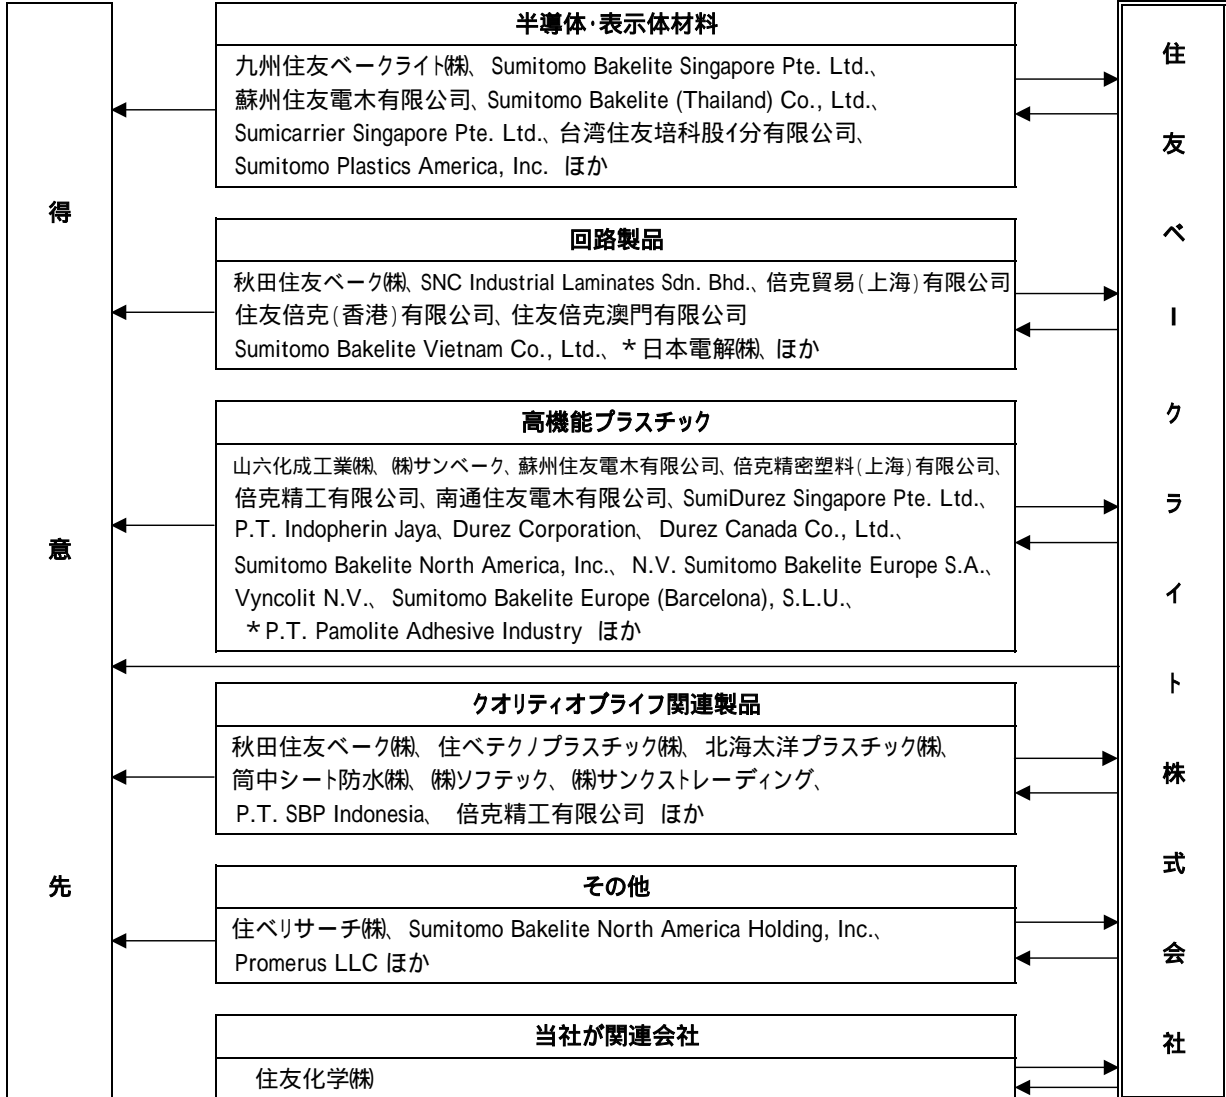 得意先
半導体・表示体材料
九州住友ベークライト㈱、Sumitomo Bakelite Singapore Pte. Ltd.、
蘇州住友電木有限公司、Sumitomo Bakelite (Thailand) Co., Ltd.、
Sumicarrier Singapore Pte. Ltd.、台湾住友培科股イ分有限公司、
Sumitomo Plastics America, Inc. ほか
回路製品
秋田住友ベーク㈱、SNC Industrial Laminates Sdn. Bhd.、倍克貿易(上海)有限公司
住友倍克(香港)有限公司、住友倍克澳門有限公司
Sumitomo Bakelite Vietnam Co., Ltd.、＊日本電解㈱、ほか
高機能プラスチック
山六化成工業㈱、㈱サンベーク、蘇州住友電木有限公司、倍克精密塑料(上海)有限公司、
倍克精工有限公司、南通住友電木有限公司、SumiDurez Singapore Pte. Ltd.、
P.T. Indopherin Jaya、Durez Corporation、Durez Canada Co., Ltd.、
Sumitomo Bakelite North America, Inc.、N.V. Sumitomo Bakelite Europe S.A.、
Vyncolit N.V.、Sumitomo Bakelite Europe (Barcelona), S.L.U.、
＊P.T. Pamolite Adhesive Industry ほか
クオリティオブライフ関連製品
秋田住友ベーク㈱、住ベテクノプラスチック㈱、北海太洋プラスチック㈱、
筒中シート防水㈱、㈱ソフテック、㈱サンクストレーディング、
P.T. SBP Indonesia、倍克精工有限公司 ほか
その他
住ベリサーチ㈱、Sumitomo Bakelite North America Holding, Inc.、
Promerus LLC ほか
当社が関連会社
住友化学㈱
住友ベークライト株式会社